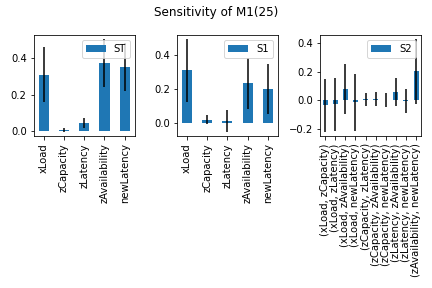 Sensitivity of M1(25)
ST
0.4
0.2
0.0
xLoad
zCapacity
zLatency
zAvailability
newLatency
S1
0.4
0.2
0.0
xLoad
zCapacity
zLatency
zAvailability
newLatency
S2
0.4
0.2
0.0
−0.2
(xLoad, zCapacity)
(xLoad, zLatency)
(xLoad, zAvailability)
(xLoad, newLatency)
(zCapacity, zLatency)
(zCapacity, zAvailability)
(zCapacity, newLatency)
(zLatency, zAvailability)
(zLatency, newLatency)
(zAvailability, newLatency)